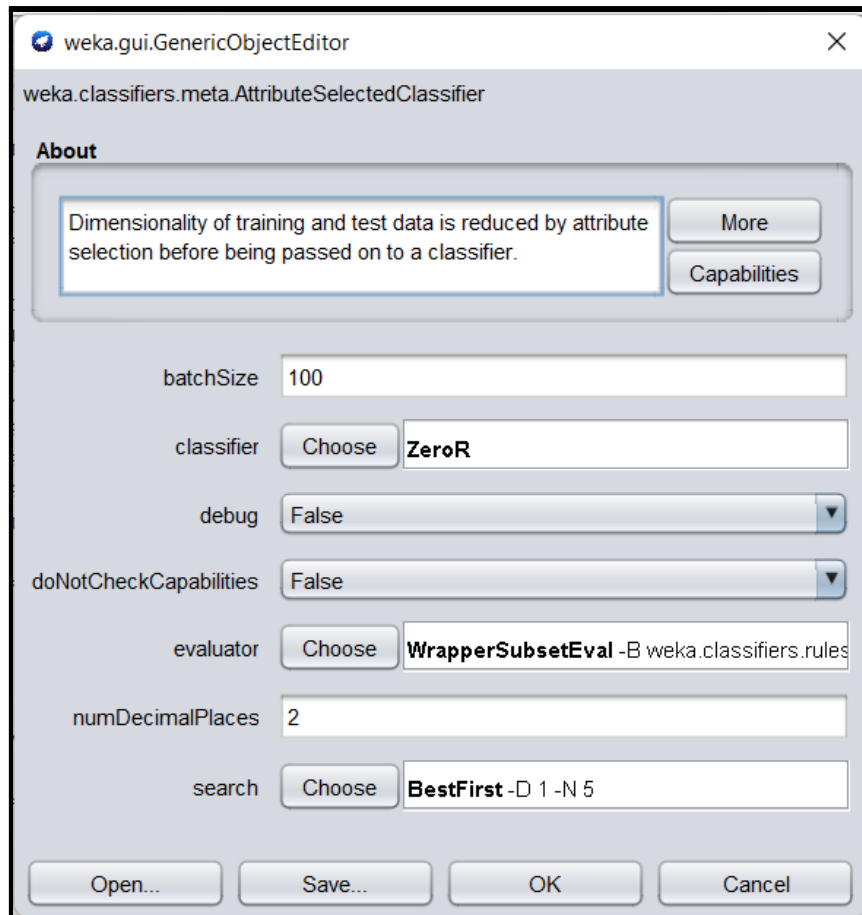 weka.gui.GenericObjectEditor
weka.classifiers.meta.AttributeSelectedClassifier
About
Dimensionality of training and test data is reduced by attribute
selection before being passed on to a classifier.
More
Capabilities
batchSize 100
classifier Choose ZeroR
debug False
doNotCheckCapabilities False
evaluator Choose WrapperSubsetEval -B weka.classifiers.rules
numDecimalPlaces 2
search Choose BestFirst -D 1 -N 5
Open... Save... OK Cancel